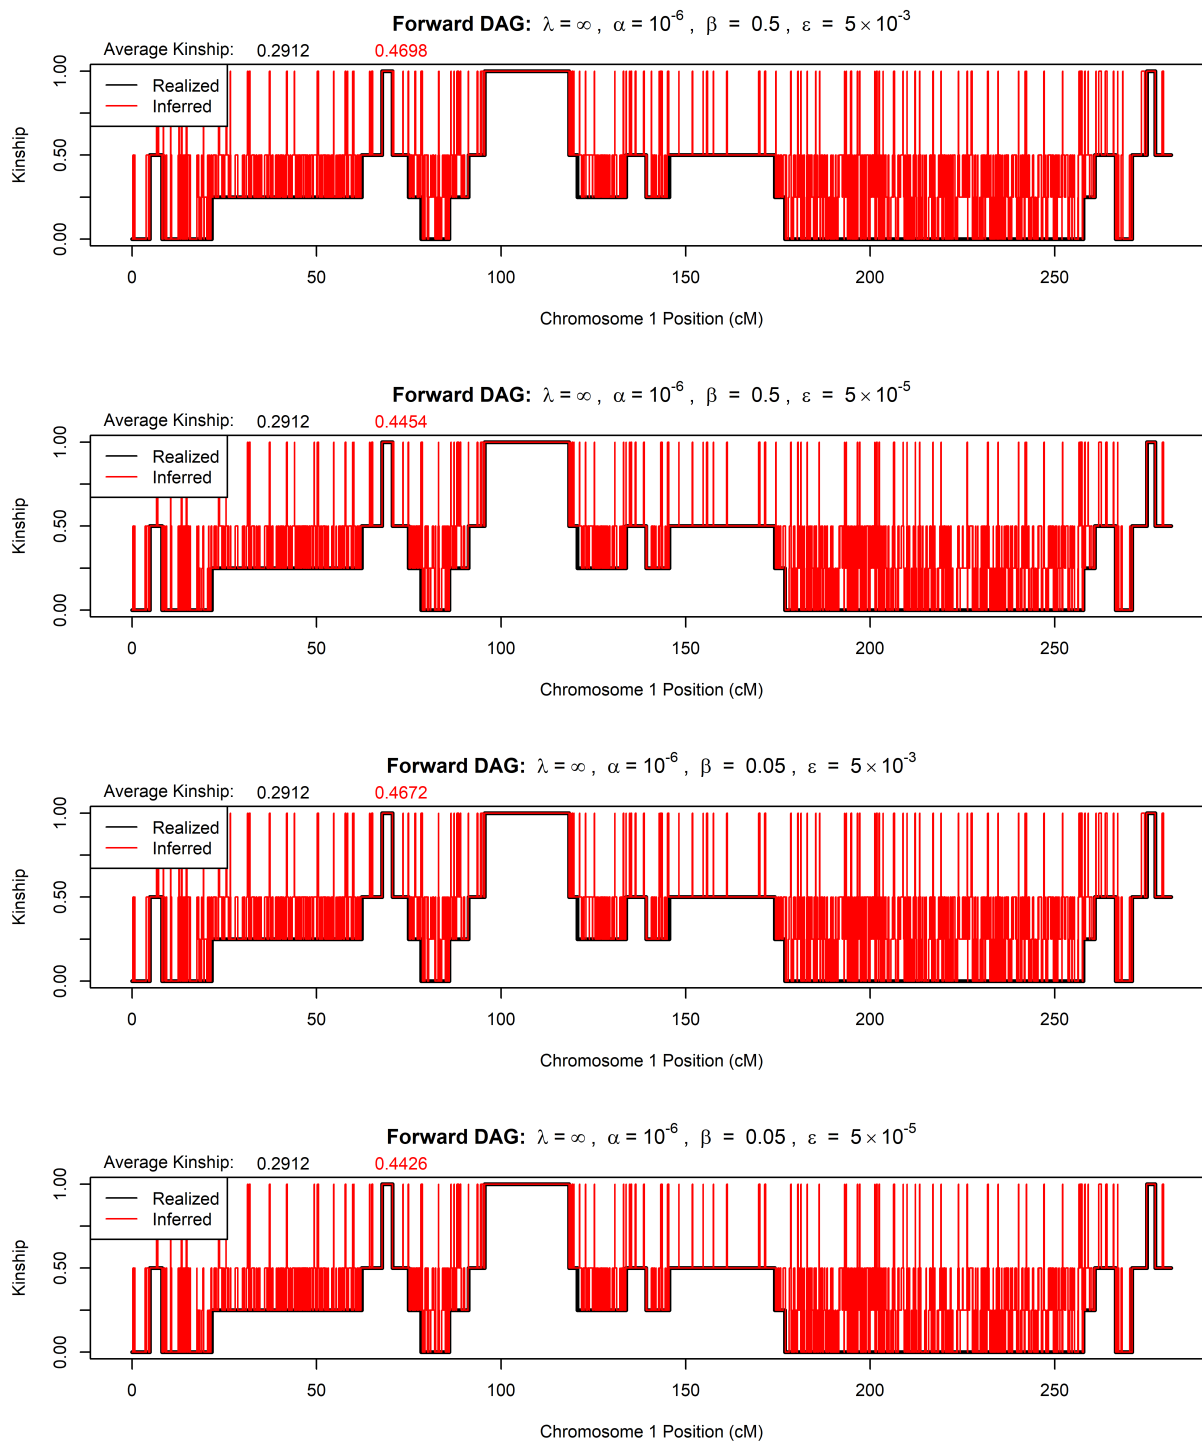 Forward DAG: λ = ∞ , α = 10^-6 , β = 0.5 , ε = 5 × 10^-3
Average Kinship: 0.2912 0.4698
Realized
Inferred
Kinship
0.00 0.50 1.00
0 50 100 150 200 250
Chromosome 1 Position (cM)
Forward DAG: λ = ∞ , α = 10^-6 , β = 0.5 , ε = 5 × 10^-5
Average Kinship: 0.2912 0.4454
Realized
Inferred
Kinship
0.00 0.50 1.00
0 50 100 150 200 250
Chromosome 1 Position (cM)
Forward DAG: λ = ∞ , α = 10^-6 , β = 0.05 , ε = 5 × 10^-3
Average Kinship: 0.2912 0.4672
Realized
Inferred
Kinship
0.00 0.50 1.00
0 50 100 150 200 250
Chromosome 1 Position (cM)
Forward DAG: λ = ∞ , α = 10^-6 , β = 0.05 , ε = 5 × 10^-5
Average Kinship: 0.2912 0.4426
Realized
Inferred
Kinship
0.00 0.50 1.00
0 50 100 150 200 250
Chromosome 1 Position (cM)